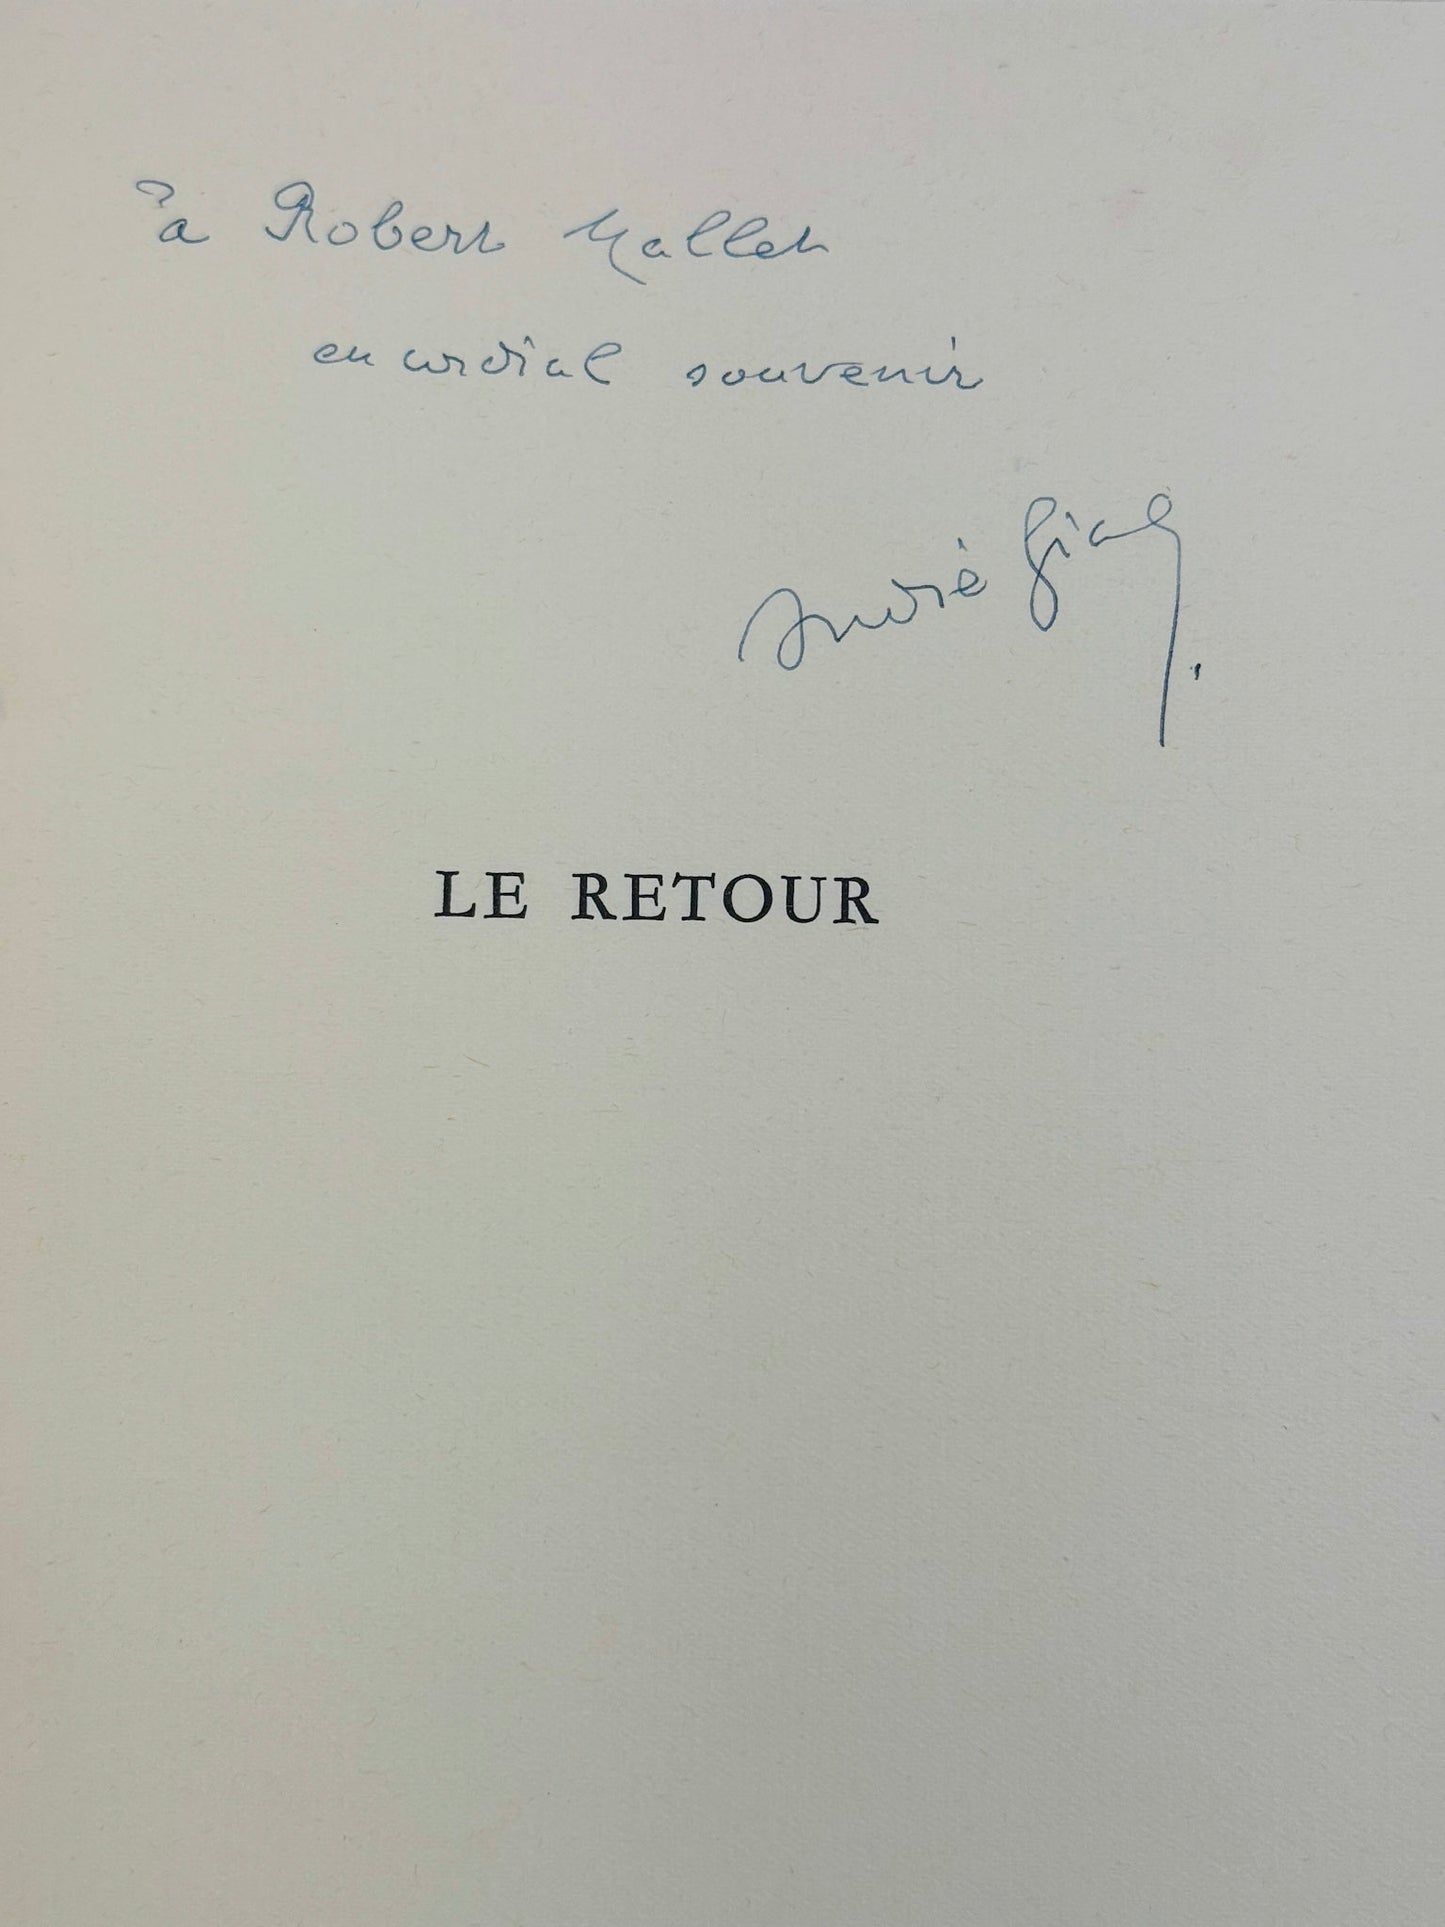 à Robert Mallet
en cordial souvenir
André Gide.
LE RETOUR